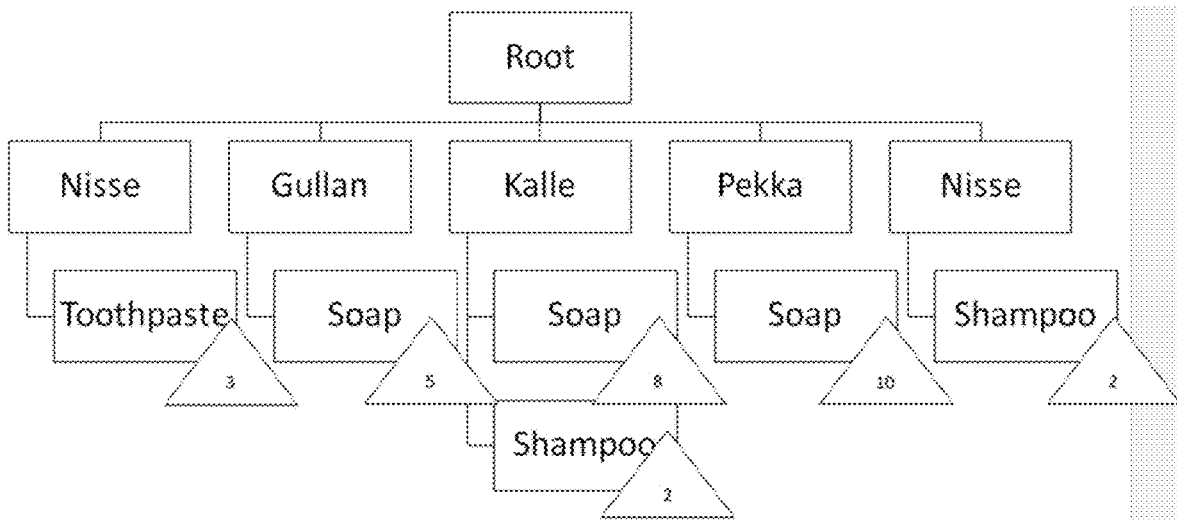 Root
Nisse Gullan Kalle Pekka Nisse
Toothpaste Soap Soap Soap Shampoo
3 5 8 10 2
Shampoo
2